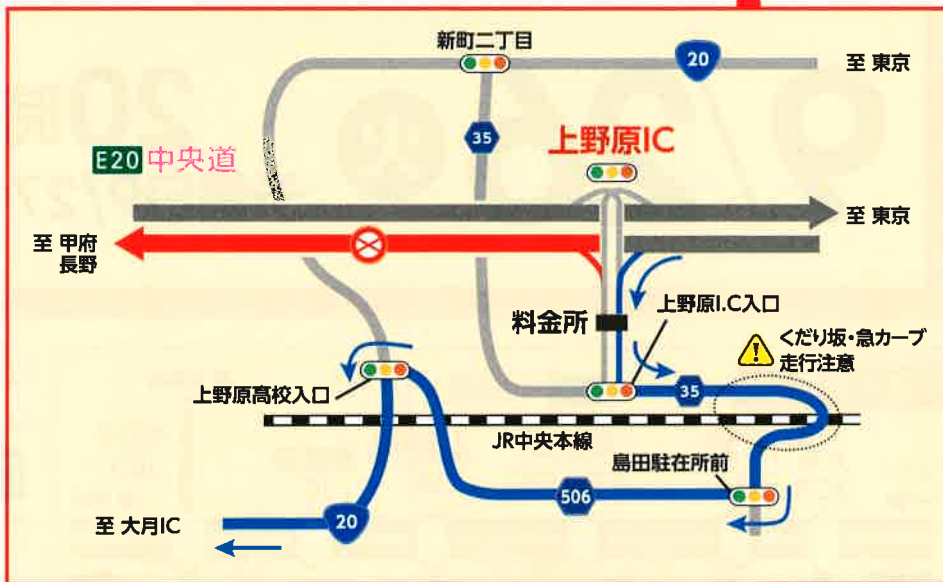 新町二丁目
20
至 東京
35
上野原IC
E20 中央道
至 東京
至 甲府
長野
上野原I.C入口
料金所
くだり坂・急カーブ
走行注意
上野原高校入口
35
JR中央本線
島田駐在所前
506
至 大月IC
20